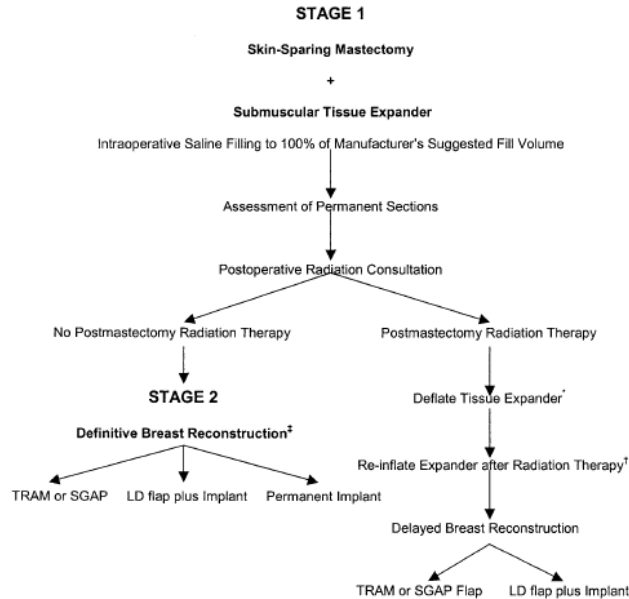 STAGE 1
Skin-Sparing Mastectomy
+
Submuscular Tissue Expander
Intraoperative Saline Filling to 100% of Manufacturer's Suggested Fill Volume
Assessment of Permanent Sections
Postoperative Radiation Consultation
No Postmastectomy Radiation Therapy
Postmastectomy Radiation Therapy
STAGE 2
Deflate Tissue Expander*
Definitive Breast Reconstruction‡
Re-inflate Expander after Radiation Therapy†
TRAM or SGAP
LD flap plus Implant
Permanent Implant
Delayed Breast Reconstruction
TRAM or SGAP Flap
LD flap plus Implant